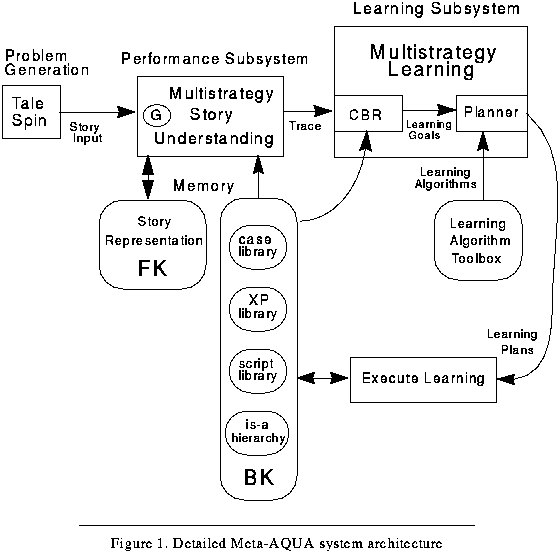 Learning Subsystem
Problem
Generation
Performance Subsystem
Tale
Spin
Story
Input
Multistrategy
G
Story
Understanding
Trace
Multistrategy
Learning
CBR
Learning
Goals
Planner
Memory
Learning
Algorithms
Story
Representation
FK
case
library
XP
library
script
library
is-a
hierarchy
BK
Learning
Algorithm
Toolbox
Learning
Plans
Execute Learning
Figure 1. Detailed Meta-AQUA system architecture